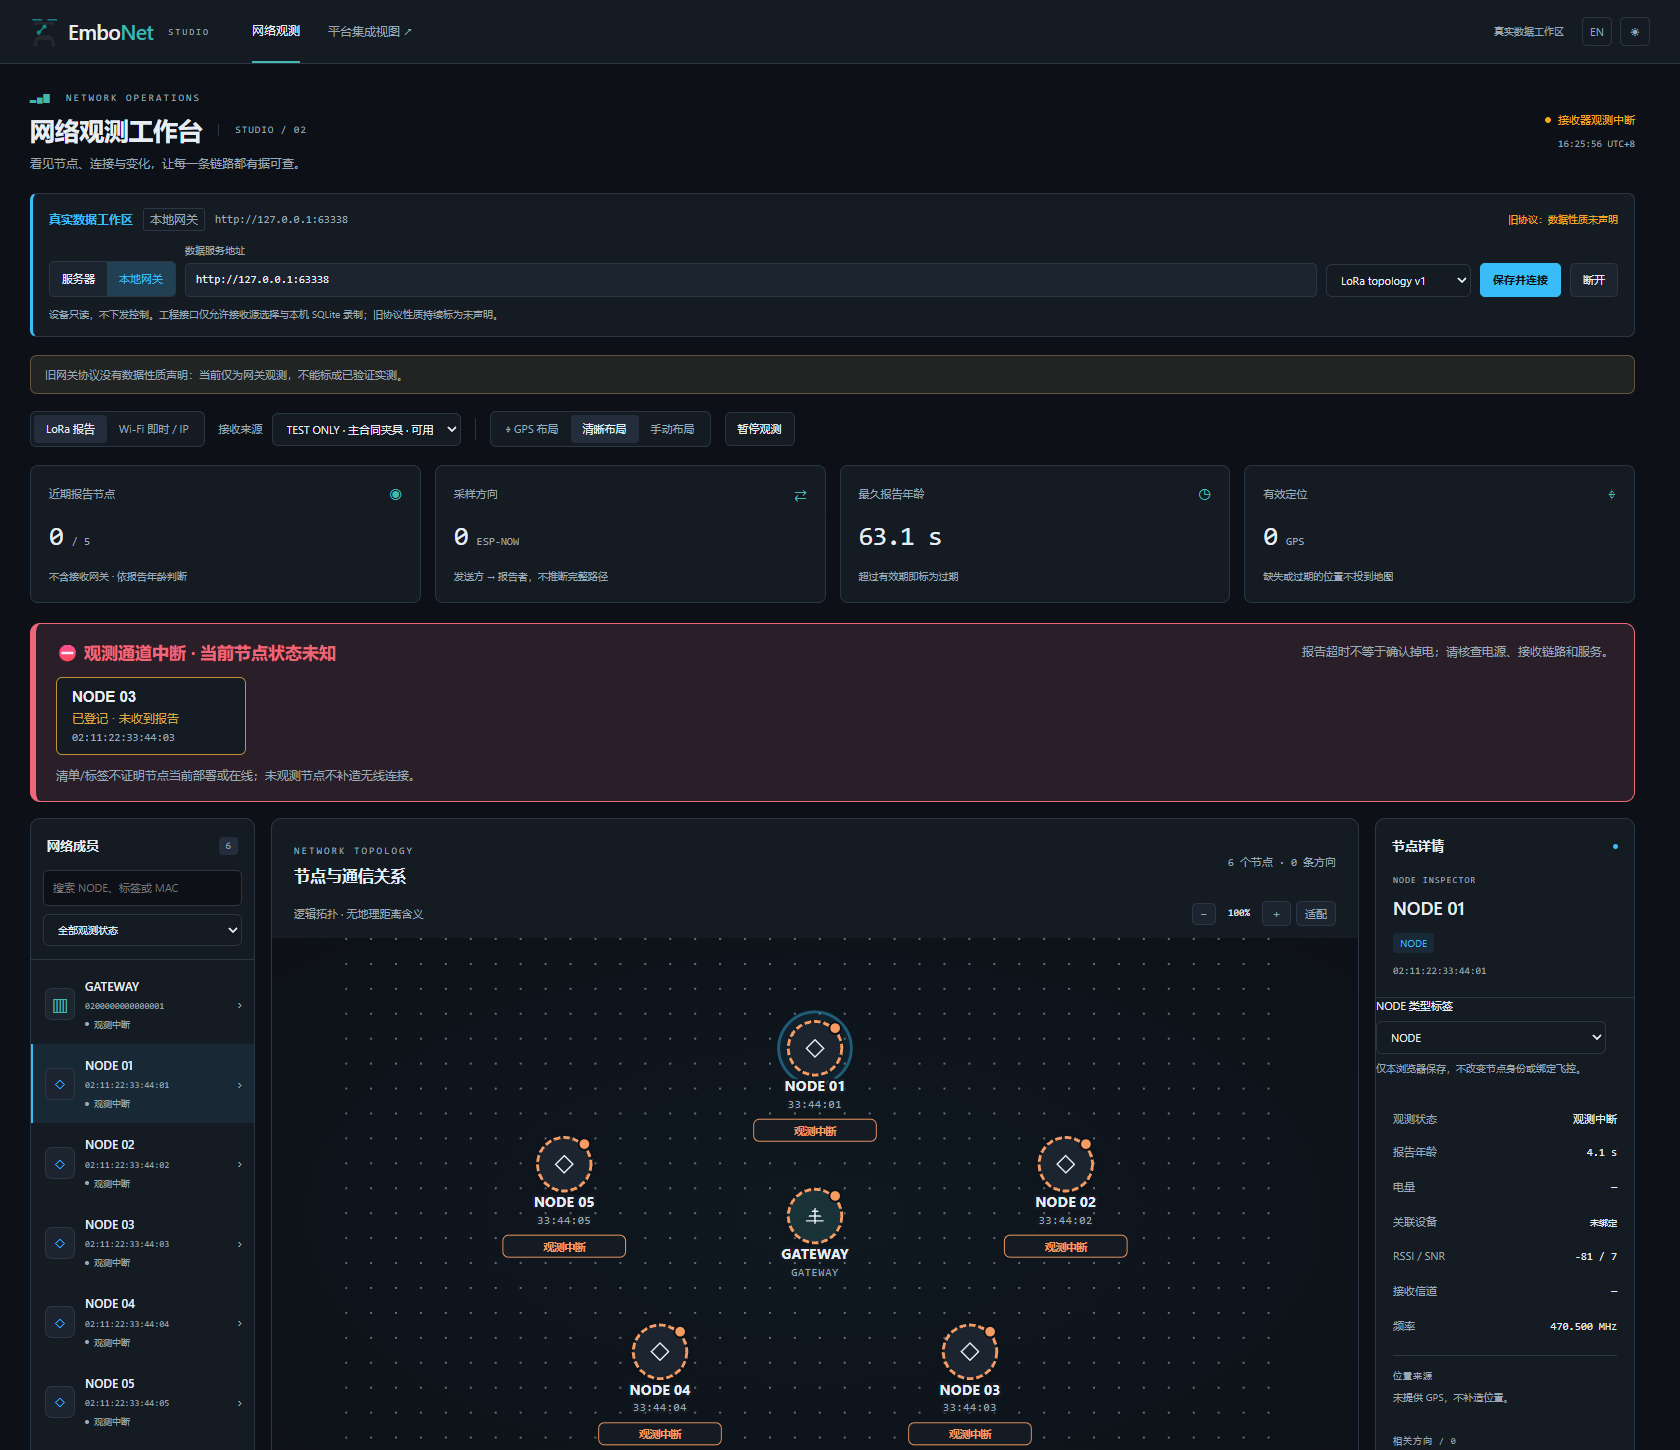 EmboNet STUDIO 网络观测 平台集成视图 ↗ 真实数据工作区 EN
NETWORK OPERATIONS
网络观测工作台 STUDIO / 02
看见节点、连接与变化，让每一条链路都有据可查。
接收器观测中断
16:25:56 UTC+8
真实数据工作区 本地网关 http://127.0.0.1:63338 旧协议：数据性质未声明
数据服务地址
服务器 本地网关 http://127.0.0.1:63338 LoRa topology v1 保存并连接 断开
设备只读，不下发控制。工程接口仅允许接收源选择与本机 SQLite 录制；旧协议性质持续标为未声明。
旧网关协议没有数据性质声明：当前仅为网关观测，不能标成已验证实测。
LoRa 报告 Wi-Fi 即时 / IP 接收来源 TEST ONLY · 主合同夹具 · 可用 ⌖ GPS 布局 清晰布局 手动布局 暂停观测
近期报告节点
0 / 5
不含接收网关 · 依报告年龄判断
采样方向
0 ESP-NOW
发送方 → 报告者，不推断完整路径
最久报告年龄
63.1 s
超过有效期即标为过期
有效定位
0 GPS
缺失或过期的位置不投到地图
观测通道中断 · 当前节点状态未知 报告超时不等于确认掉电；请核查电源、接收链路和服务。
NODE 03
已登记 · 未收到报告
02:11:22:33:44:03
清单/标签不证明节点当前部署或在线；未观测节点不补造无线连接。
网络成员 6
搜索 NODE、标签或 MAC
全部观测状态
GATEWAY
0200000000000001
观测中断
NODE 01
02:11:22:33:44:01
观测中断
NODE 02
02:11:22:33:44:02
观测中断
NODE 03
02:11:22:33:44:03
观测中断
NODE 04
02:11:22:33:44:04
观测中断
NODE 05
02:11:22:33:44:05
观测中断
NETWORK TOPOLOGY
节点与通信关系
6 个节点 · 0 条方向
逻辑拓扑 · 无地理距离含义
− 100% + 适配
NODE 01
33:44:01
观测中断
NODE 05
33:44:05
观测中断
NODE 02
33:44:02
观测中断
GATEWAY
GATEWAY
NODE 04
33:44:04
观测中断
NODE 03
33:44:03
观测中断
节点详情
NODE INSPECTOR
NODE 01
NODE
02:11:22:33:44:01
NODE 类型标签
NODE
仅本浏览器保存，不改变节点身份或绑定飞控。
观测状态 观测中断
报告年龄 4.1 s
电量 —
关联设备 未绑定
RSSI / SNR -81 / 7
接收信道 —
频率 470.500 MHz
位置来源
未提供 GPS，不补造位置。
相关方向 / 0